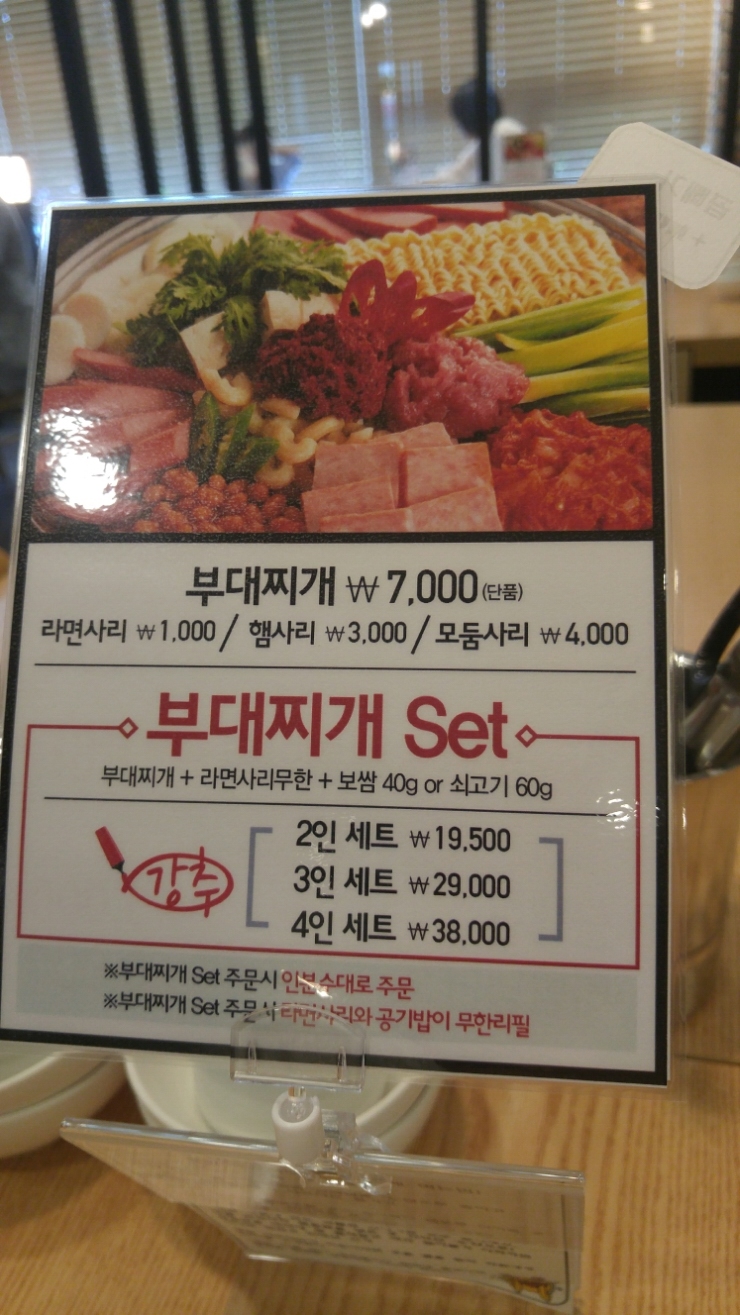 부대찌개 ₩ 7,000 (단품)
라면사리 ₩1,000 / 햄사리 ₩3,000 / 모둠사리 ₩4,000
부대찌개 Set
부대찌개 + 라면사리무한 + 보쌈 40g or 쇠고기 60g
강추
2인 세트 ₩19,500
3인 세트 ₩29,000
4인 세트 ₩38,000
※부대찌개 Set 주문시 인분수대로 주문
※부대찌개 Set 주문시 라면사리와 공기밥이 무한리필